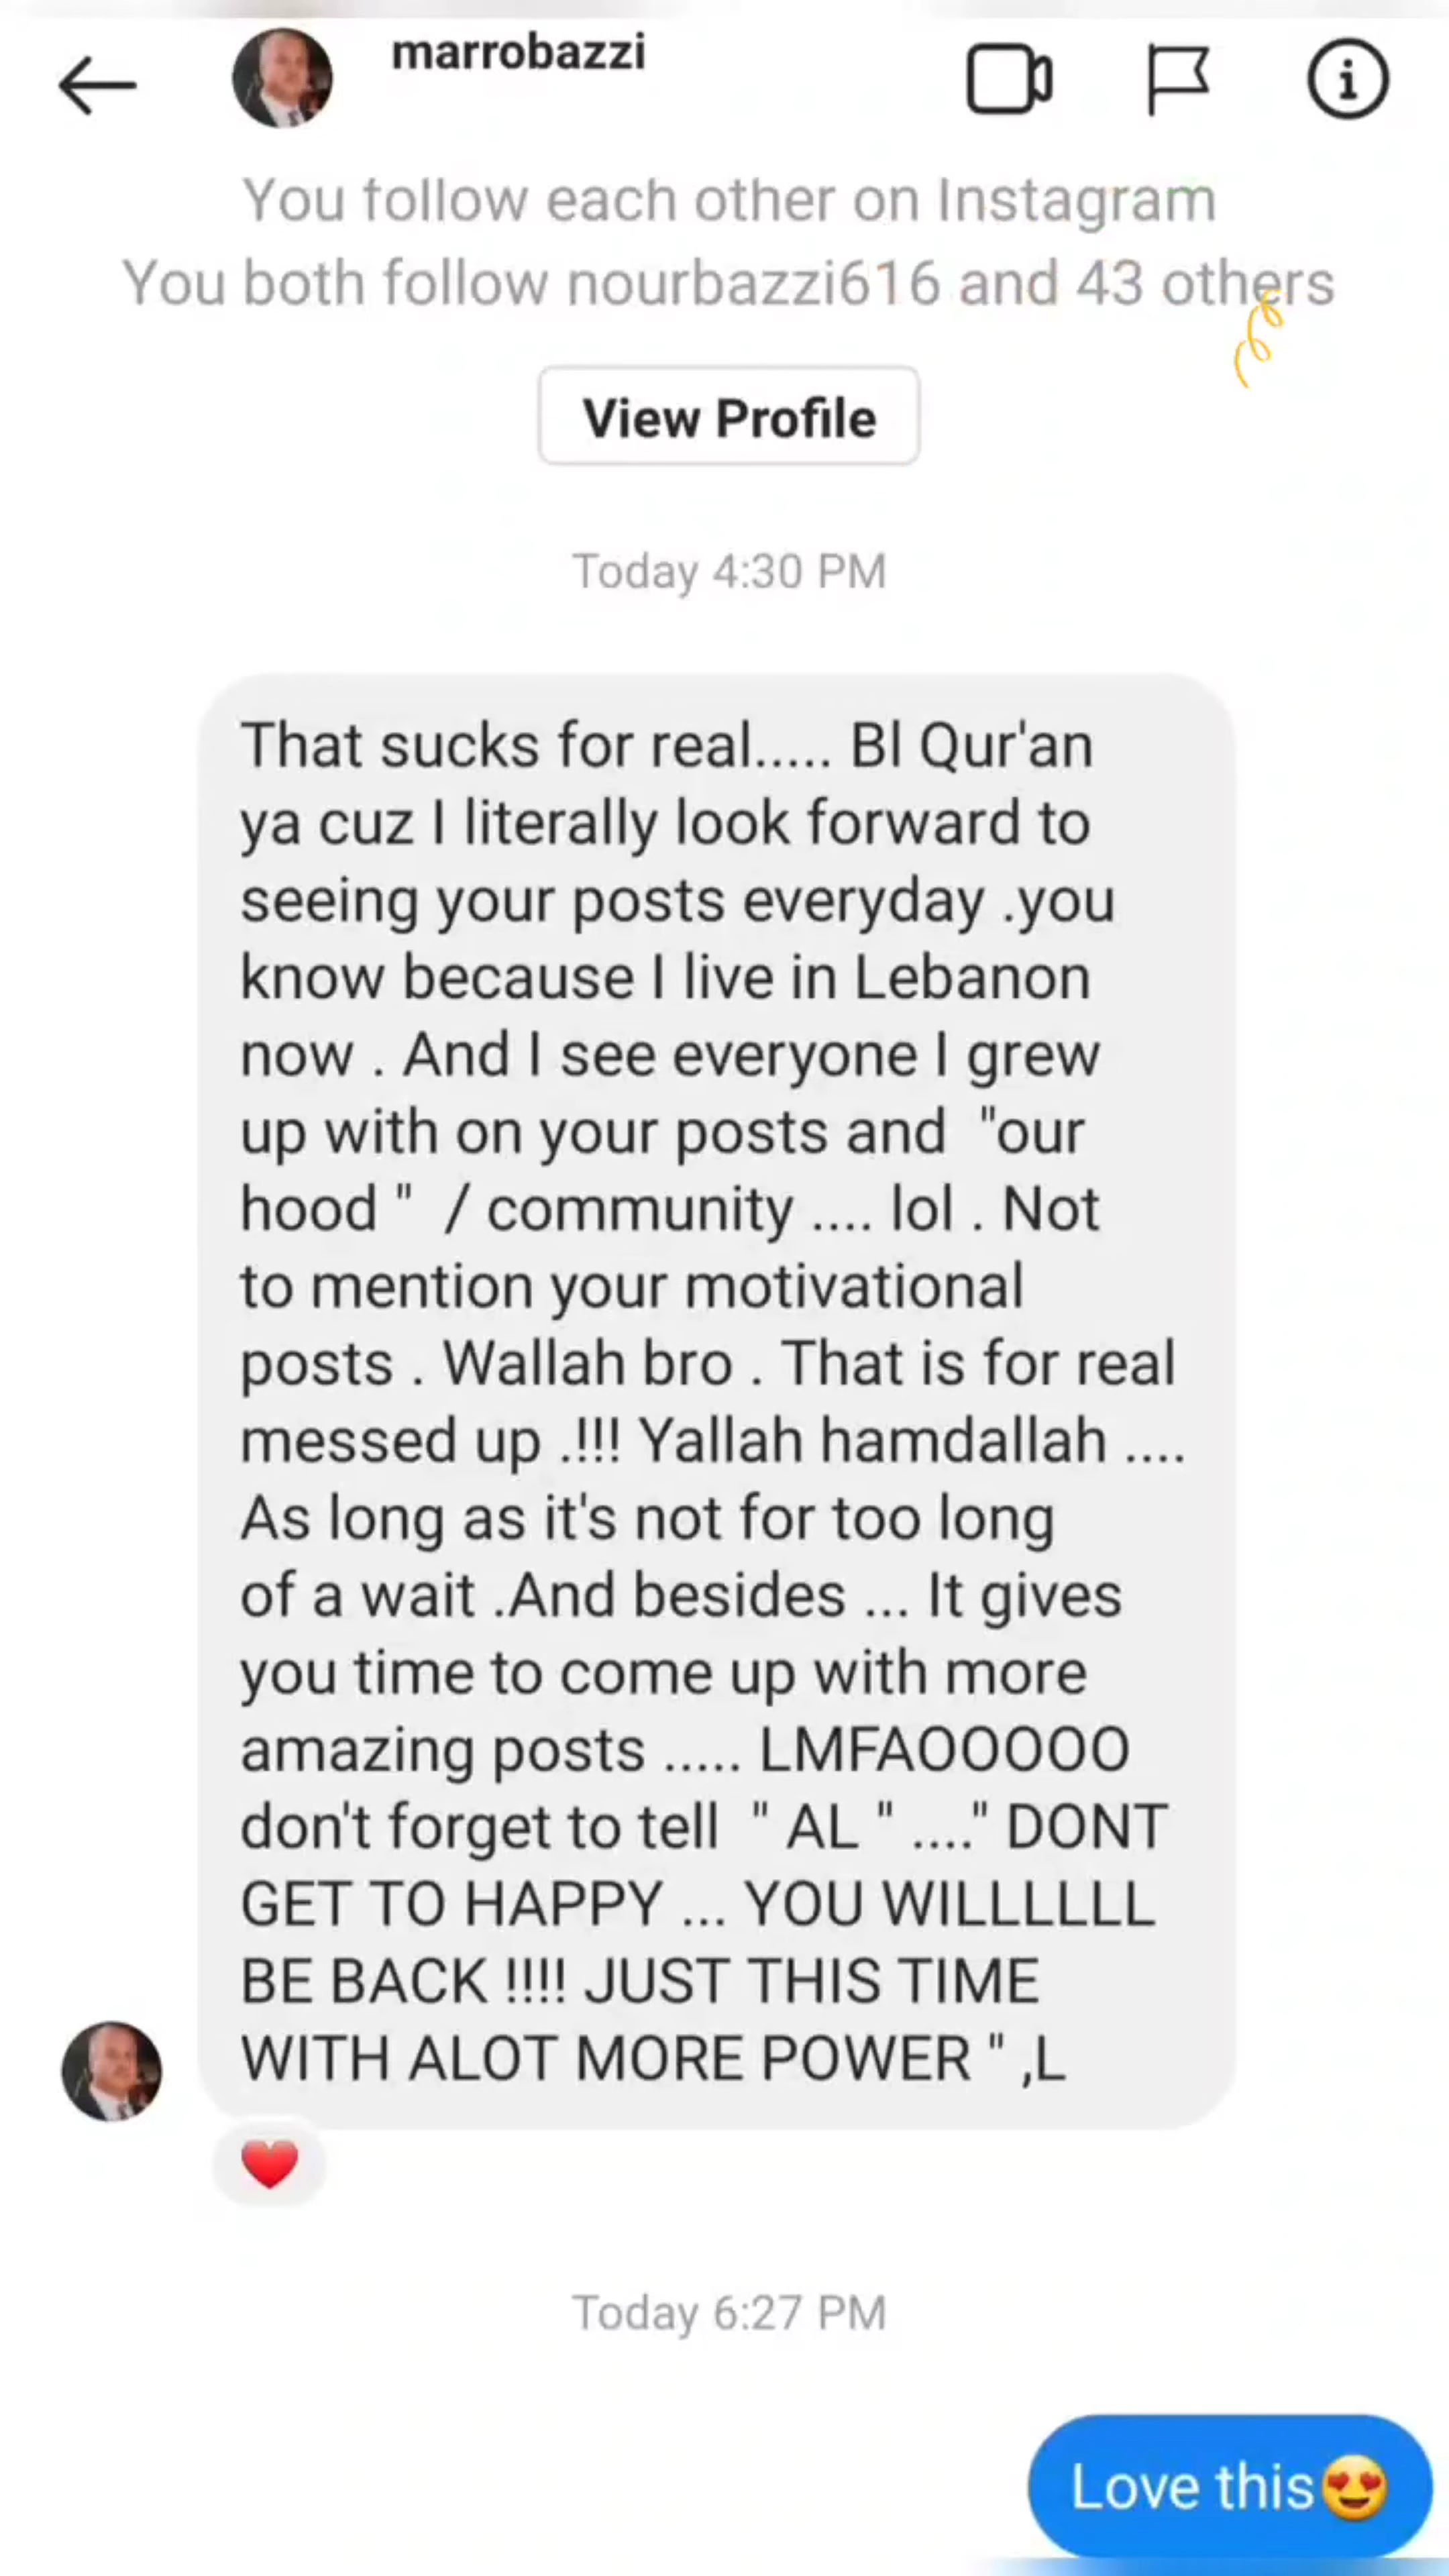 marrobazzi
You follow each other on Instagram
You both follow nourbazzi616 and 43 others
View Profile
Today 4:30 PM
That sucks for real..... Bl Qur'an
ya cuz I literally look forward to
seeing your posts everyday .you
know because I live in Lebanon
now . And I see everyone I grew
up with on your posts and  "our
hood "  / community .... lol . Not
to mention your motivational
posts . Wallah bro . That is for real
messed up .!!! Yallah hamdallah ....
As long as it's not for too long
of a wait .And besides ... It gives
you time to come up with more
amazing posts ..... LMFAOOOOO
don't forget to tell  " AL " ...." DONT
GET TO HAPPY ... YOU WILLLLLL
BE BACK !!!! JUST THIS TIME
WITH ALOT MORE POWER " ,L
❤️
Today 6:27 PM
Love this😍